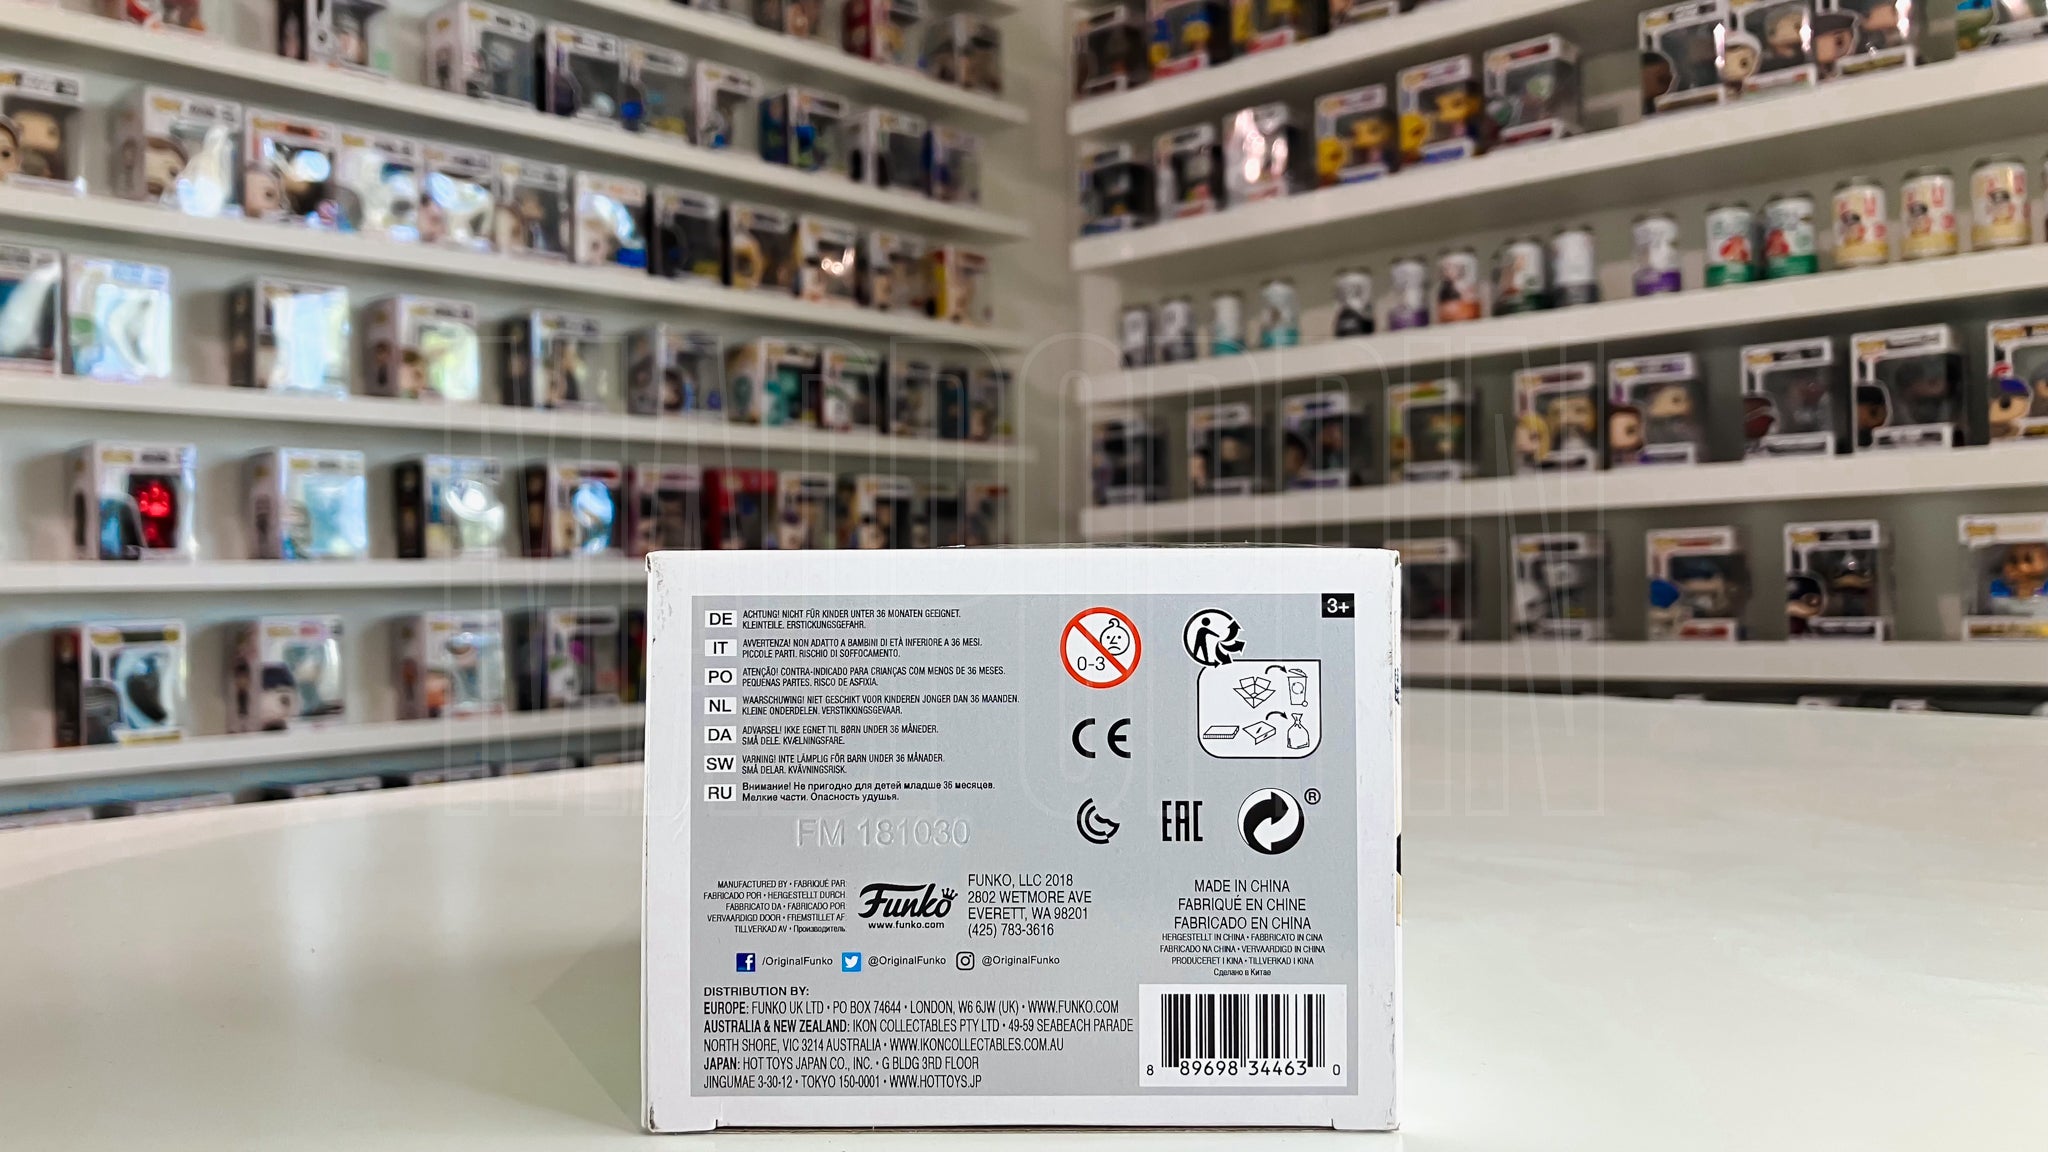 3+
DE ACHTUNG! NICHT FÜR KINDER UNTER 36 MONATEN GEEIGNET.
KLEINTEILE. ERSTICKUNGSGEFAHR.
IT AVVERTENZA! NON ADATTO A BAMBINI DI ETÀ INFERIORE A 36 MESI.
PICCOLE PARTI. RISCHIO DI SOFFOCAMENTO.
PO ATENÇÃO! CONTRA-INDICADO PARA CRIANÇAS COM MENOS DE 36 MESES.
PEQUENAS PARTES. RISCO DE ASFIXIA.
NL WAARSCHUWING! NIET GESCHIKT VOOR KINDEREN JONGER DAN 36 MAANDEN.
KLEINE ONDERDELEN. VERSTIKKINGSGEVAAR.
DA ADVARSEL! IKKE EGNET TIL BØRN UNDER 36 MÅNEDER.
SMÅ DELE. KVÆLNINGSFARE.
SW VARNING! INTE LÄMPLIG FÖR BARN UNDER 36 MÅNADER.
SMÅ DELAR. KVÄVNINGSRISK.
RU Внимание! Не пригодно для детей младше 36 месяцев.
Мелкие части. Опасность удушья.
0-3
CE
EAC
®
FM 181030
MANUFACTURED BY • FABRIQUÉ PAR
FABRICADO POR • HERGESTELLT DURCH
FABBRICATO DA • FABRICADO POR
VERVAARDIGD DOOR • FREMSTILLET AF
TILLVERKAD AV • Производитель.
Funko
www.funko.com
FUNKO, LLC 2018
2802 WETMORE AVE
EVERETT, WA 98201
(425) 783-3616
/OriginalFunko @OriginalFunko @OriginalFunko
MADE IN CHINA
FABRIQUÉ EN CHINE
FABRICADO EN CHINA
HERGESTELLT IN CHINA • FABBRICATO IN CINA
FABRICADO NA CHINA • VERVAARDIGD IN CHINA
PRODUCERET I KINA • TILLVERKAD I KINA
Сделано в Китае
DISTRIBUTION BY:
EUROPE: FUNKO UK LTD • PO BOX 74644 • LONDON, W6 6JW (UK) • WWW.FUNKO.COM
AUSTRALIA & NEW ZEALAND: IKON COLLECTABLES PTY LTD • 49-59 SEABEACH PARADE
NORTH SHORE, VIC 3214 AUSTRALIA • WWW.IKONCOLLECTABLES.COM.AU
JAPAN: HOT TOYS JAPAN CO., INC. • G BLDG 3RD FLOOR
JINGUMAE 3-30-12 • TOKYO 150-0001 • WWW.HOTTOYS.JP
8 89698 34463 0